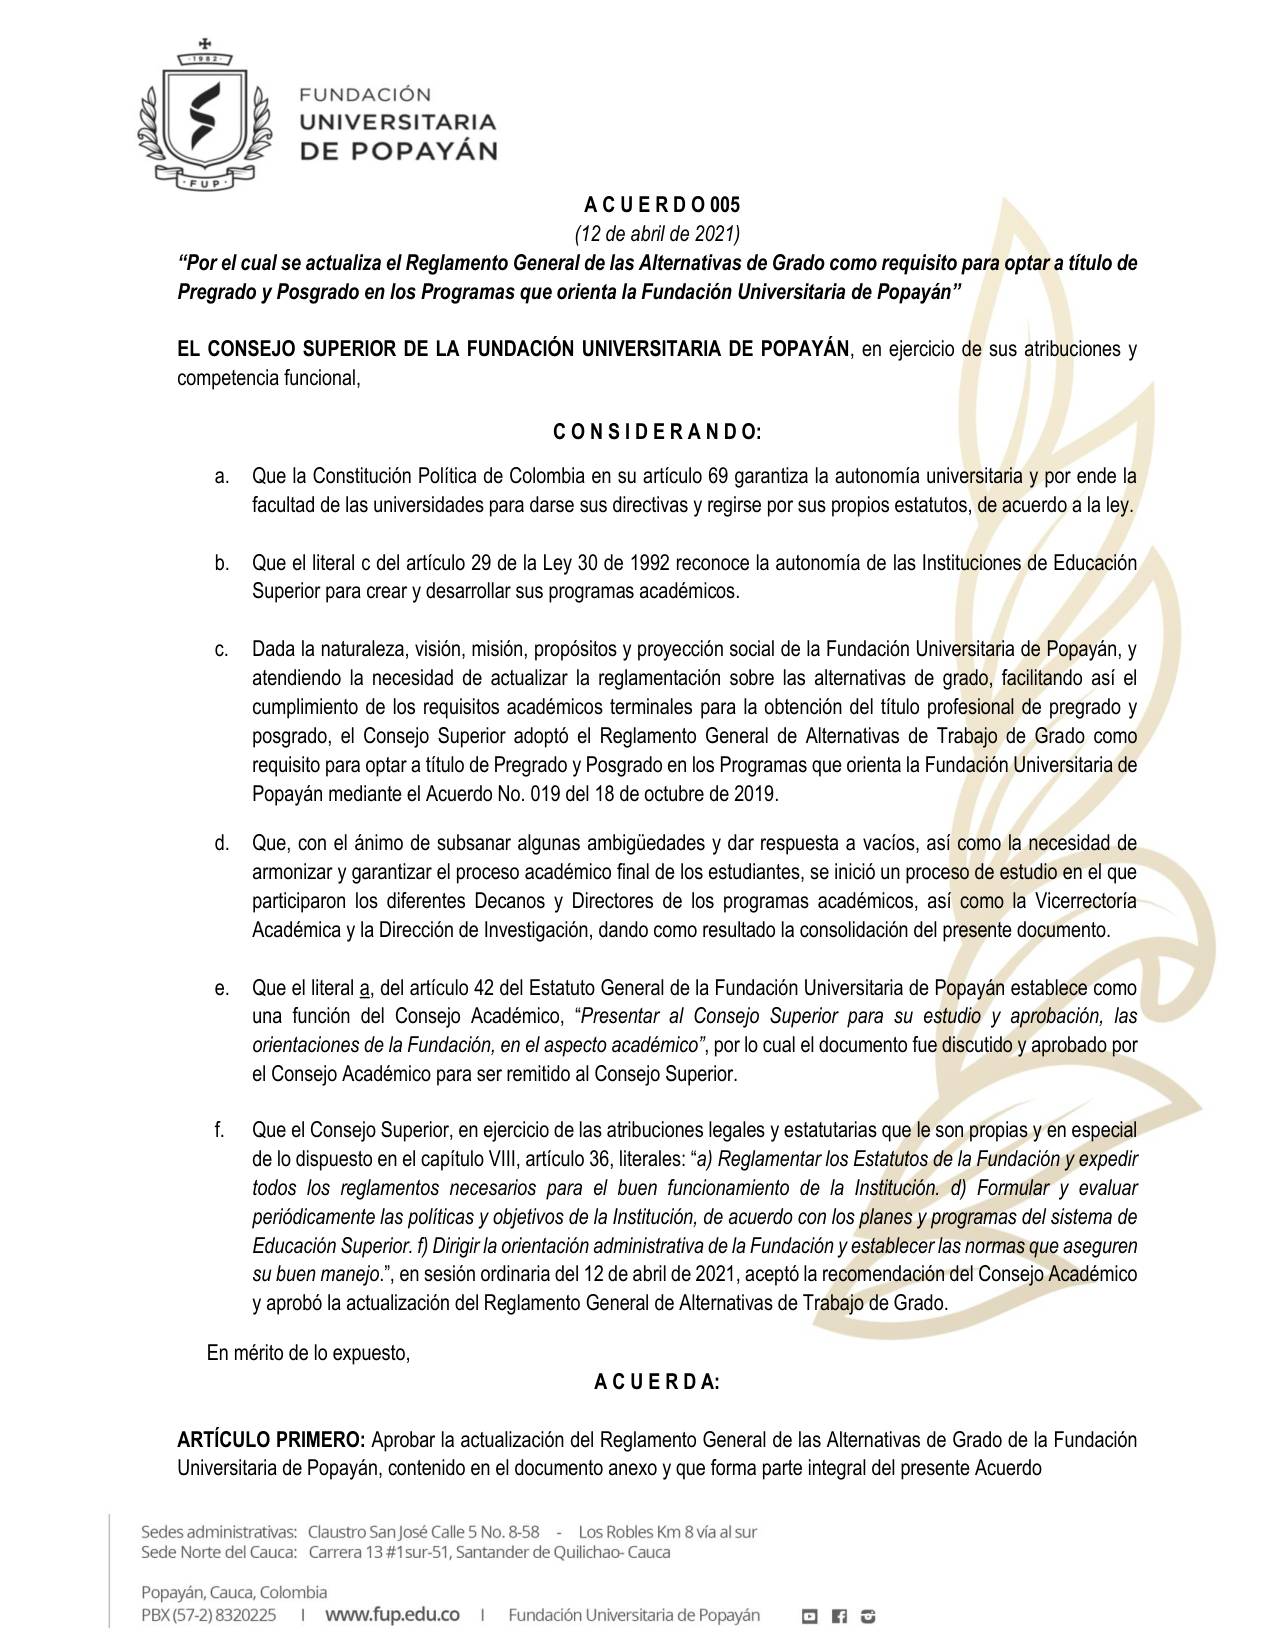 1982
FUP
FUNDACIÓN
UNIVERSITARIA
DE POPAYÁN
A C U E R D O 005
(12 de abril de 2021)
“Por el cual se actualiza el Reglamento General de las Alternativas de Grado como requisito para optar a título de
Pregrado y Posgrado en los Programas que orienta la Fundación Universitaria de Popayán”
EL CONSEJO SUPERIOR DE LA FUNDACIÓN UNIVERSITARIA DE POPAYÁN, en ejercicio de sus atribuciones y
competencia funcional,
C O N S I D E R A N D O:
a. Que la Constitución Política de Colombia en su artículo 69 garantiza la autonomía universitaria y por ende la
facultad de las universidades para darse sus directivas y regirse por sus propios estatutos, de acuerdo a la ley.
b. Que el literal c del artículo 29 de la Ley 30 de 1992 reconoce la autonomía de las Instituciones de Educación
Superior para crear y desarrollar sus programas académicos.
c. Dada la naturaleza, visión, misión, propósitos y proyección social de la Fundación Universitaria de Popayán, y
atendiendo la necesidad de actualizar la reglamentación sobre las alternativas de grado, facilitando así el
cumplimiento de los requisitos académicos terminales para la obtención del título profesional de pregrado y
posgrado, el Consejo Superior adoptó el Reglamento General de Alternativas de Trabajo de Grado como
requisito para optar a título de Pregrado y Posgrado en los Programas que orienta la Fundación Universitaria de
Popayán mediante el Acuerdo No. 019 del 18 de octubre de 2019.
d. Que, con el ánimo de subsanar algunas ambigüedades y dar respuesta a vacíos, así como la necesidad de
armonizar y garantizar el proceso académico final de los estudiantes, se inició un proceso de estudio en el que
participaron los diferentes Decanos y Directores de los programas académicos, así como la Vicerrectoría
Académica y la Dirección de Investigación, dando como resultado la consolidación del presente documento.
e. Que el literal a, del artículo 42 del Estatuto General de la Fundación Universitaria de Popayán establece como
una función del Consejo Académico, “Presentar al Consejo Superior para su estudio y aprobación, las
orientaciones de la Fundación, en el aspecto académico”, por lo cual el documento fue discutido y aprobado por
el Consejo Académico para ser remitido al Consejo Superior.
f. Que el Consejo Superior, en ejercicio de las atribuciones legales y estatutarias que le son propias y en especial
de lo dispuesto en el capítulo VIII, artículo 36, literales: “a) Reglamentar los Estatutos de la Fundación y expedir
todos los reglamentos necesarios para el buen funcionamiento de la Institución. d) Formular y evaluar
periódicamente las políticas y objetivos de la Institución, de acuerdo con los planes y programas del sistema de
Educación Superior. f) Dirigir la orientación administrativa de la Fundación y establecer las normas que aseguren
su buen manejo.”, en sesión ordinaria del 12 de abril de 2021, aceptó la recomendación del Consejo Académico
y aprobó la actualización del Reglamento General de Alternativas de Trabajo de Grado.
En mérito de lo expuesto,
A C U E R D A:
ARTÍCULO PRIMERO: Aprobar la actualización del Reglamento General de las Alternativas de Grado de la Fundación
Universitaria de Popayán, contenido en el documento anexo y que forma parte integral del presente Acuerdo
Sedes administrativas: Claustro San José Calle 5 No. 8-58 - Los Robles Km 8 vía al sur
Sede Norte del Cauca: Carrera 13 #1sur-51, Santander de Quilichao- Cauca
Popayán, Cauca, Colombia
PBX (57-2) 8320225 I www.fup.edu.co I Fundación Universitaria de Popayán